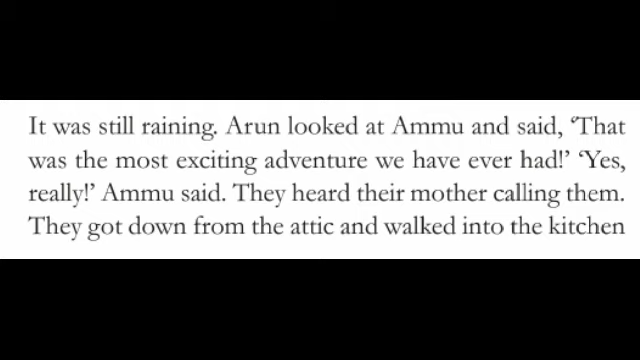 It was still raining. Arun looked at Ammu and said, ‘That
was the most exciting adventure we have ever had!’ ‘Yes,
really!’ Ammu said. They heard their mother calling them.
They got down from the attic and walked into the kitchen